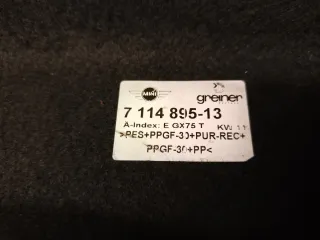 MINI greiner
7 114 895-13
A-Index: E GX75 T KW 11
>PES+PPGF-30+PUR-REC+
PPGF-30+PP<